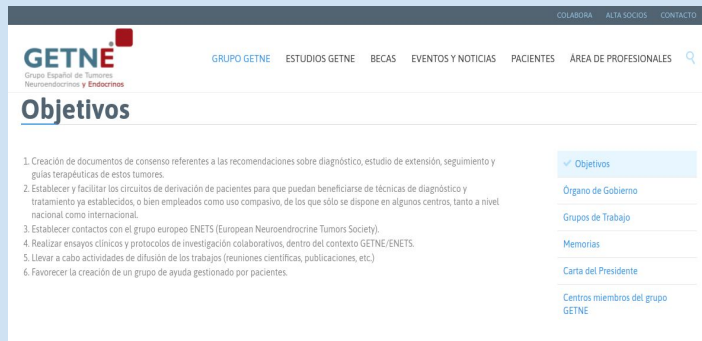 COLABORA ALTA SOCIOS CONTACTO
GETNE
Grupo Español de Tumores
Neuroendocrinos y Endocrinos
GRUPO GETNE ESTUDIOS GETNE BECAS EVENTOS Y NOTICIAS PACIENTES ÁREA DE PROFESIONALES
Objetivos
1. Creación de documentos de consenso referentes a las recomendaciones sobre diagnóstico, estudio de extensión, seguimiento y
guías terapéuticas de estos tumores.
2. Establecer y facilitar los circuitos de derivación de pacientes para que puedan beneficiarse de técnicas de diagnóstico y
tratamiento ya establecidos, o bien empleados como uso compasivo, de los que sólo se dispone en algunos centros, tanto a nivel
nacional como internacional.
3. Establecer contactos con el grupo europeo ENETS (European Neuroendrocrine Tumors Society).
4. Realizar ensayos clínicos y protocolos de investigación colaborativos, dentro del contexto GETNE/ENETS.
5. Llevar a cabo actividades de difusión de los trabajos (reuniones científicas, publicaciones, etc.)
6. Favorecer la creación de un grupo de ayuda gestionado por pacientes.
Objetivos
Órgano de Gobierno
Grupos de Trabajo
Memorias
Carta del Presidente
Centros miembros del grupo
GETNE